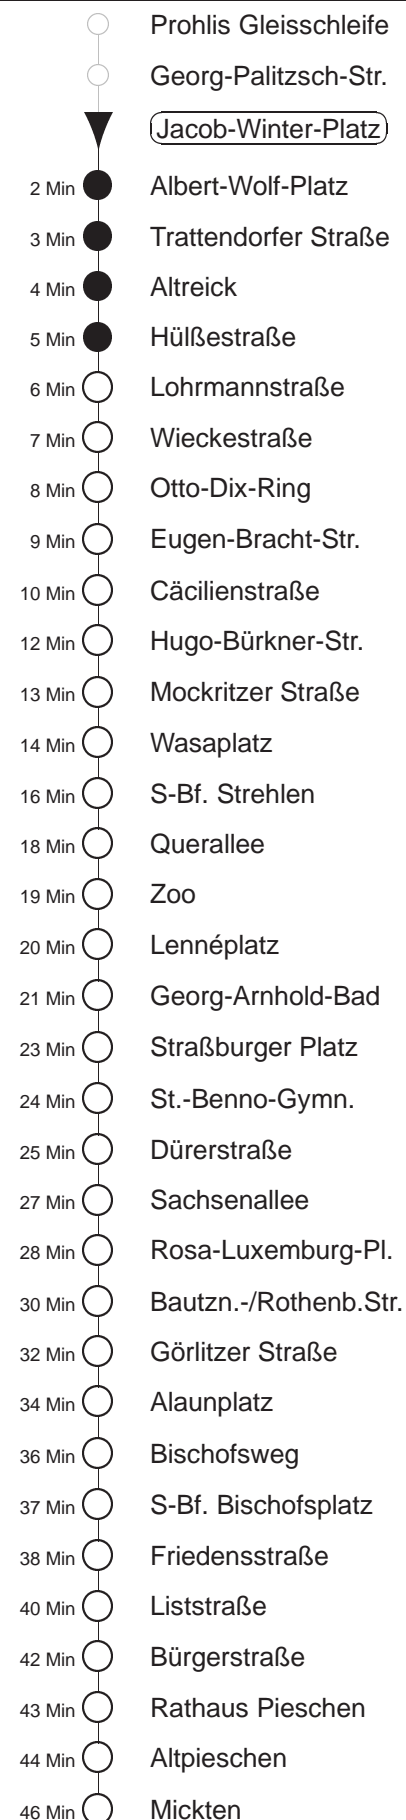 Prohlis Gleisschleife
Georg-Palitzsch-Str.
Jacob-Winter-Platz
2 Min Albert-Wolf-Platz
3 Min Trattendorfer Straße
4 Min Altreick
5 Min Hülßestraße
6 Min Lohrmannstraße
7 Min Wieckestraße
8 Min Otto-Dix-Ring
9 Min Eugen-Bracht-Str.
10 Min Cäcilienstraße
12 Min Hugo-Bürkner-Str.
13 Min Mockritzer Straße
14 Min Wasaplatz
16 Min S-Bf. Strehlen
18 Min Querallee
19 Min Zoo
20 Min Lennéplatz
21 Min Georg-Arnhold-Bad
23 Min Straßburger Platz
24 Min St.-Benno-Gymn.
25 Min Dürerstraße
27 Min Sachsenallee
28 Min Rosa-Luxemburg-Pl.
30 Min Bautzn.-/Rothenb.Str.
32 Min Görlitzer Straße
34 Min Alaunplatz
36 Min Bischofsweg
37 Min S-Bf. Bischofsplatz
38 Min Friedensstraße
40 Min Liststraße
42 Min Bürgerstraße
43 Min Rathaus Pieschen
44 Min Altpieschen
46 Min Mickten